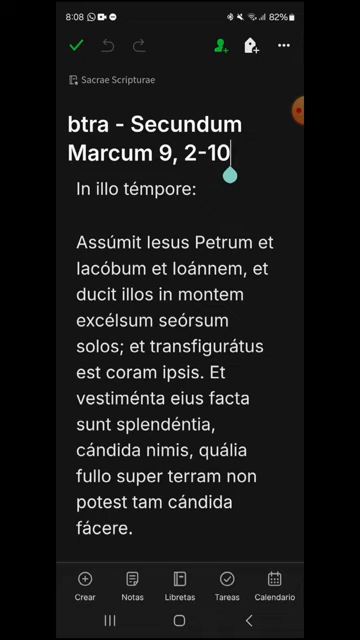 8:08
82%
Sacrae Scripturae
btra - Secundum
Marcum 9, 2-10
In illo témpore:
Assúmit Iesus Petrum et
Iacóbum et Ioánnem, et
ducit illos in montem
excélsum seórsum
solos; et transfigurátus
est coram ipsis. Et
vestiménta eius facta
sunt splendéntia,
cándida nimis, quália
fullo super terram non
potest tam cándida
fácere.
Crear Notas Libretas Tareas Calendario